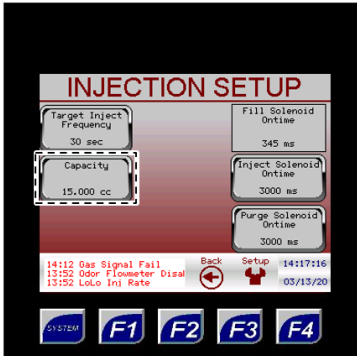 INJECTION SETUP
Target Inject
Frequency
30 sec
Capacity
15.000 cc
Fill Solenoid
Ontime
345 ms
Inject Solenoid
Ontime
3000 ms
Purge Solenoid
Ontime
3000 ms
14:12 Gas Signal Fail
13:52 Odor Flowmeter Disal
13:52 LoLo Inj Rate
Back
Setup
14:17:16
03/13/20
SYSTEM
F1
F2
F3
F4